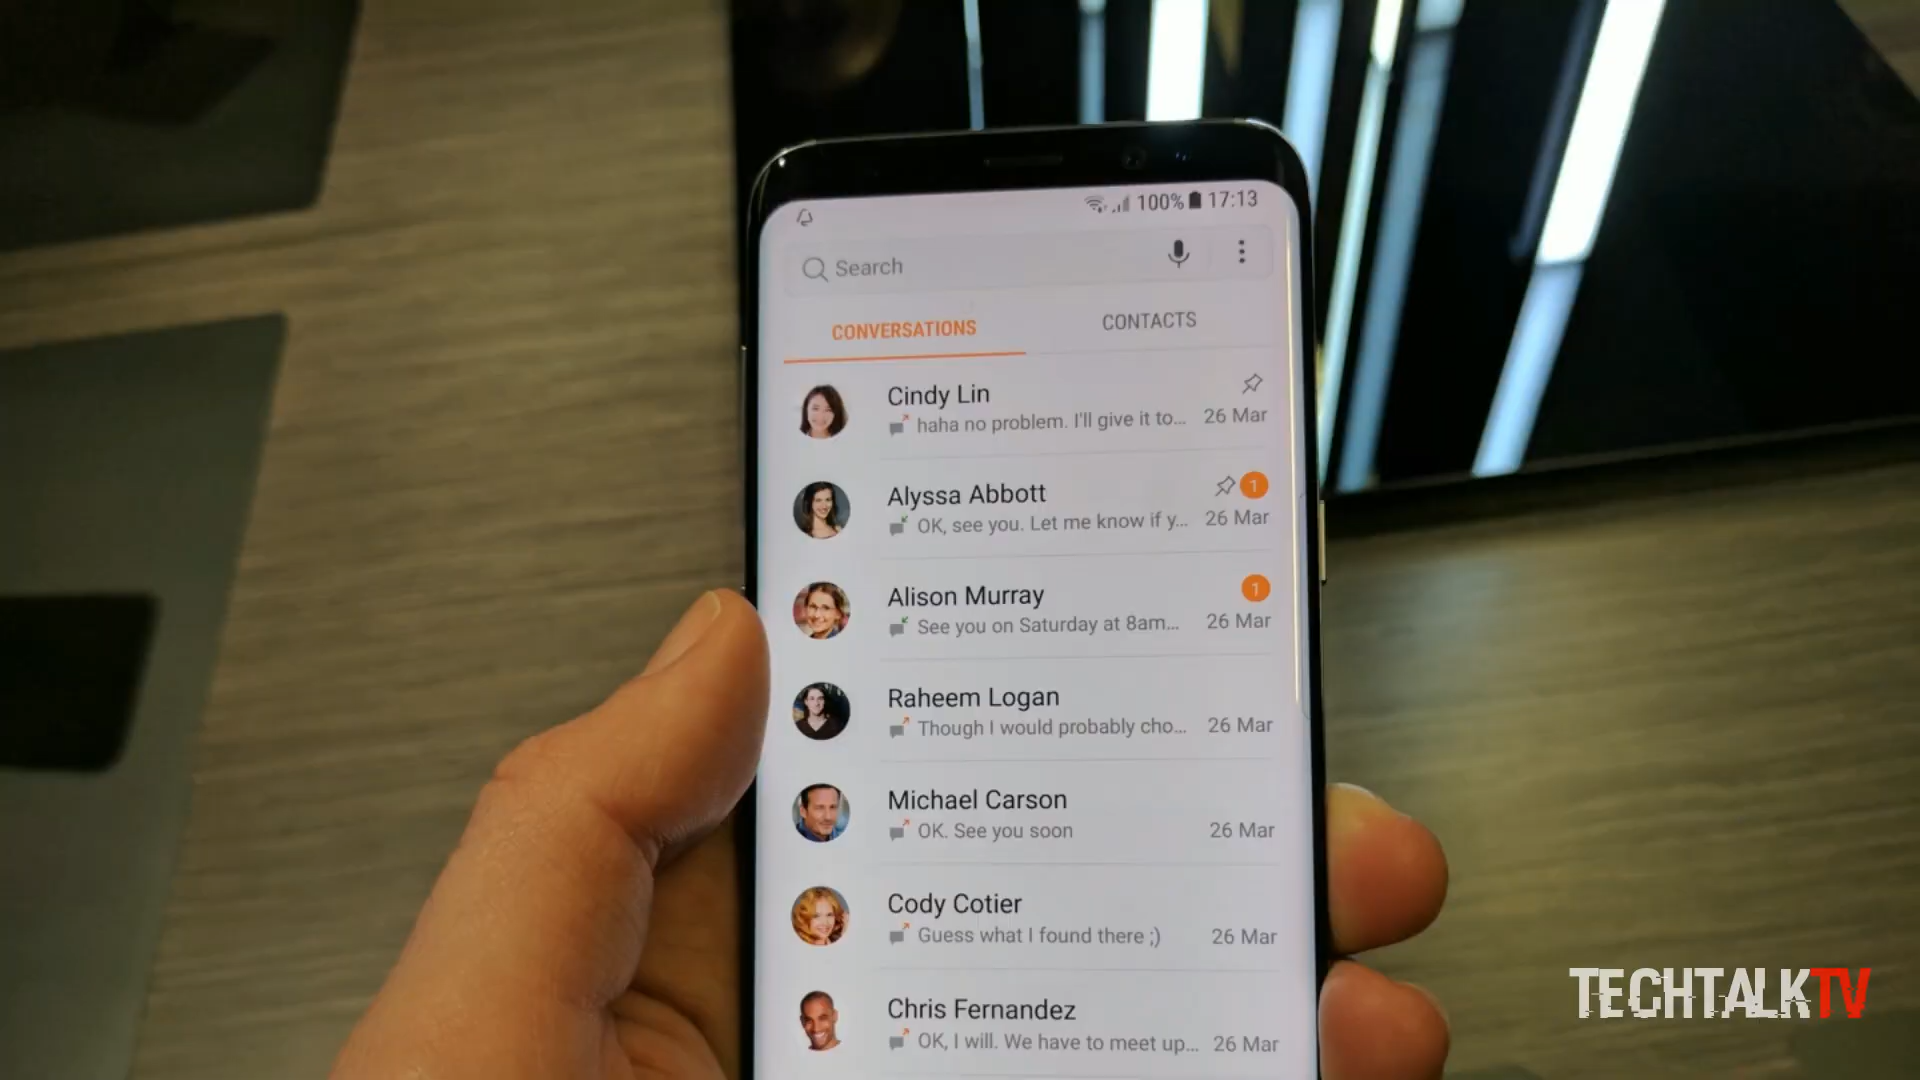 100% 17:13
Search
CONVERSATIONS CONTACTS
Cindy Lin
haha no problem. I'll give it to... 26 Mar
Alyssa Abbott 1
OK, see you. Let me know if y... 26 Mar
Alison Murray 1
See you on Saturday at 8am... 26 Mar
Raheem Logan
Though I would probably cho... 26 Mar
Michael Carson
OK. See you soon 26 Mar
Cody Cotier
Guess what I found there ;) 26 Mar
Chris Fernandez
OK, I will. We have to meet up... 26 Mar
TECHTALKTV